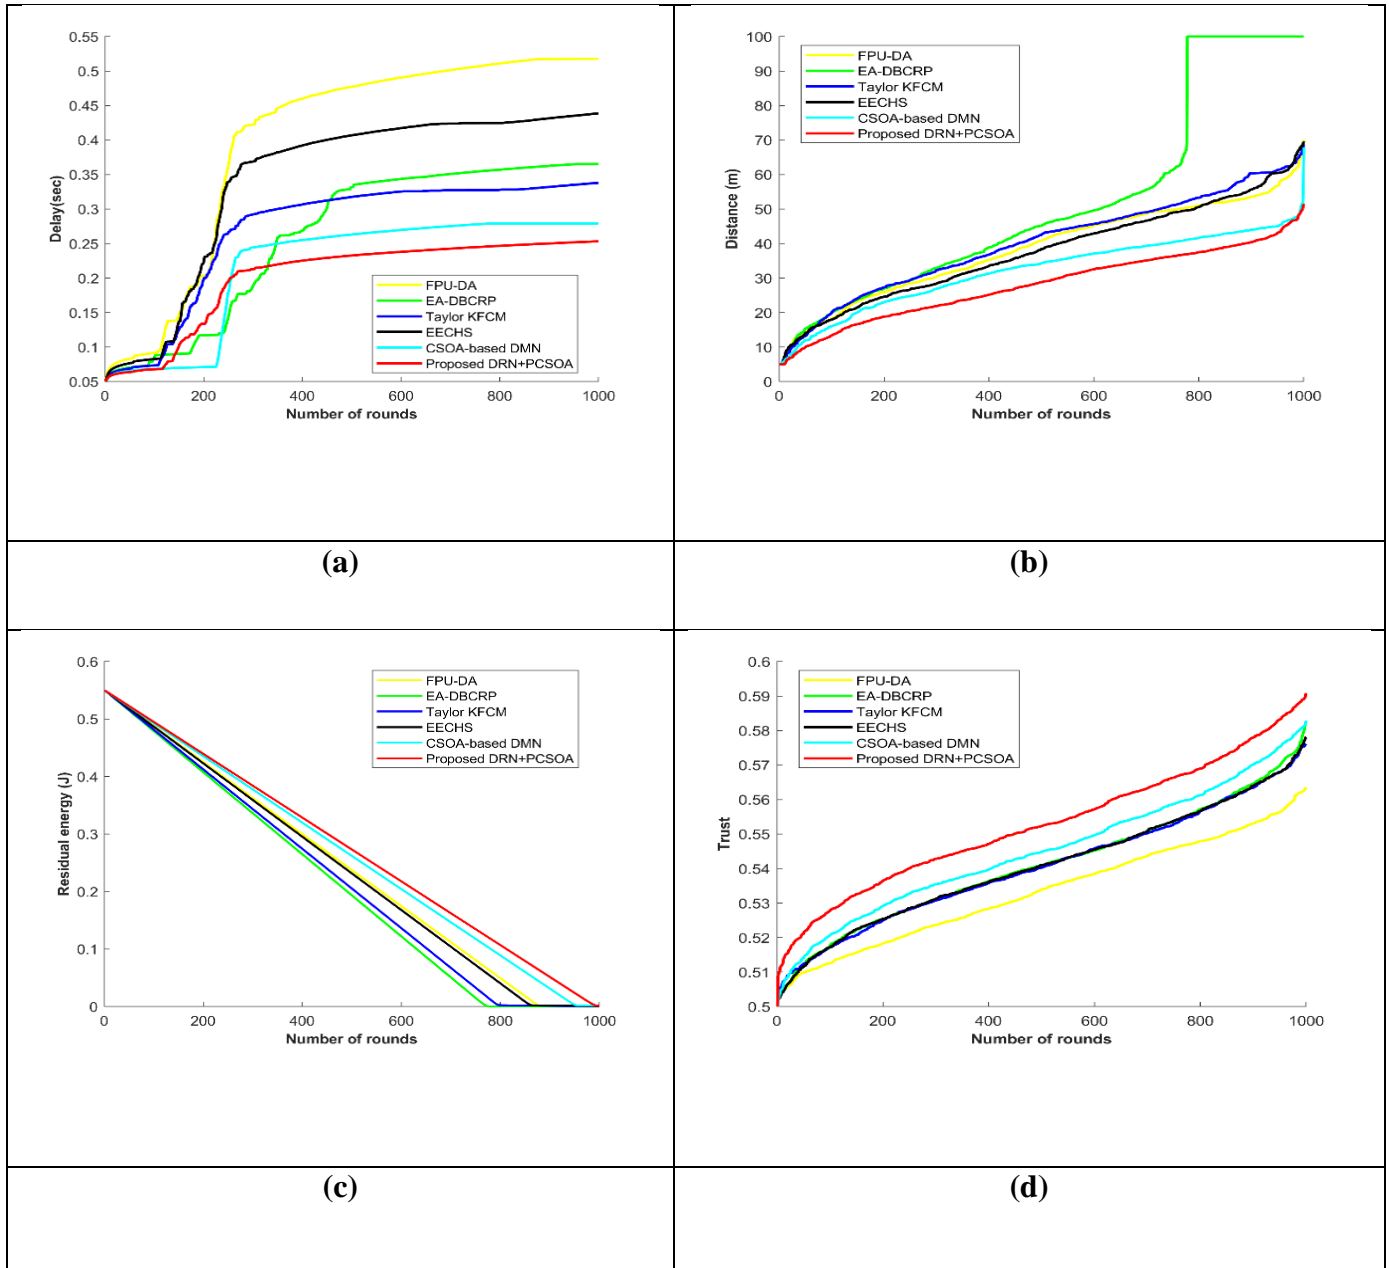 0.55
0.5
0.45
0.4
0.35
0.3
0.25
0.2
0.15
0.1
0.05
Delay(sec)
FPU-DA
EA-DBCRP
Taylor KFCM
EECHS
CSOA-based DMN
Proposed DRN+PCSOA
0 200 400 600 800 1000
Number of rounds
(a)
100
90
80
70
60
50
40
30
20
10
0
Distance (m)
FPU-DA
EA-DBCRP
Taylor KFCM
EECHS
CSOA-based DMN
Proposed DRN+PCSOA
0 200 400 600 800 1000
Number of rounds
(b)
0.6
0.5
0.4
0.3
0.2
0.1
0
Residual energy (J)
FPU-DA
EA-DBCRP
Taylor KFCM
EECHS
CSOA-based DMN
Proposed DRN+PCSOA
0 200 400 600 800 1000
Number of rounds
(c)
0.6
0.59
0.58
0.57
0.56
0.55
0.54
0.53
0.52
0.51
0.5
Trust
FPU-DA
EA-DBCRP
Taylor KFCM
EECHS
CSOA-based DMN
Proposed DRN+PCSOA
0 200 400 600 800 1000
Number of rounds
(d)